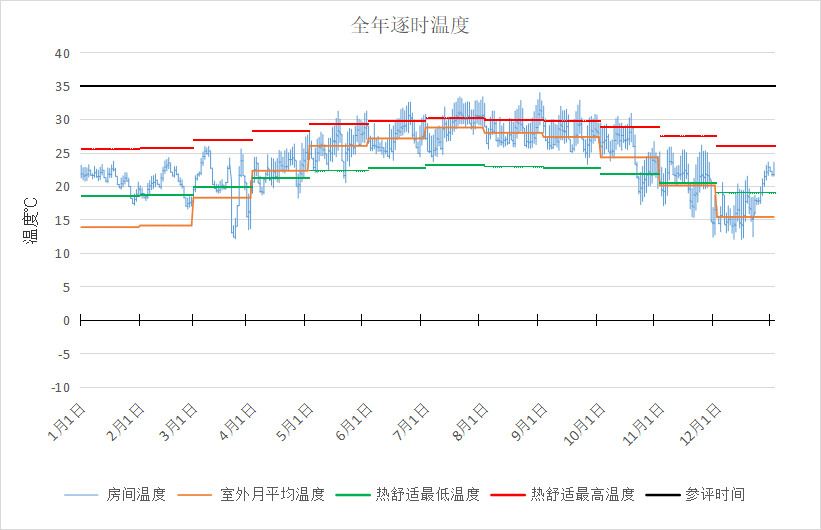 全年逐时温度
温度℃
40
35
30
25
20
15
10
5
0
-5
-10
1月1日
2月1日
3月1日
4月1日
5月1日
6月1日
7月1日
8月1日
9月1日
10月1日
11月1日
12月1日
房间温度 室外月平均温度 热舒适最低温度 热舒适最高温度 参评时间